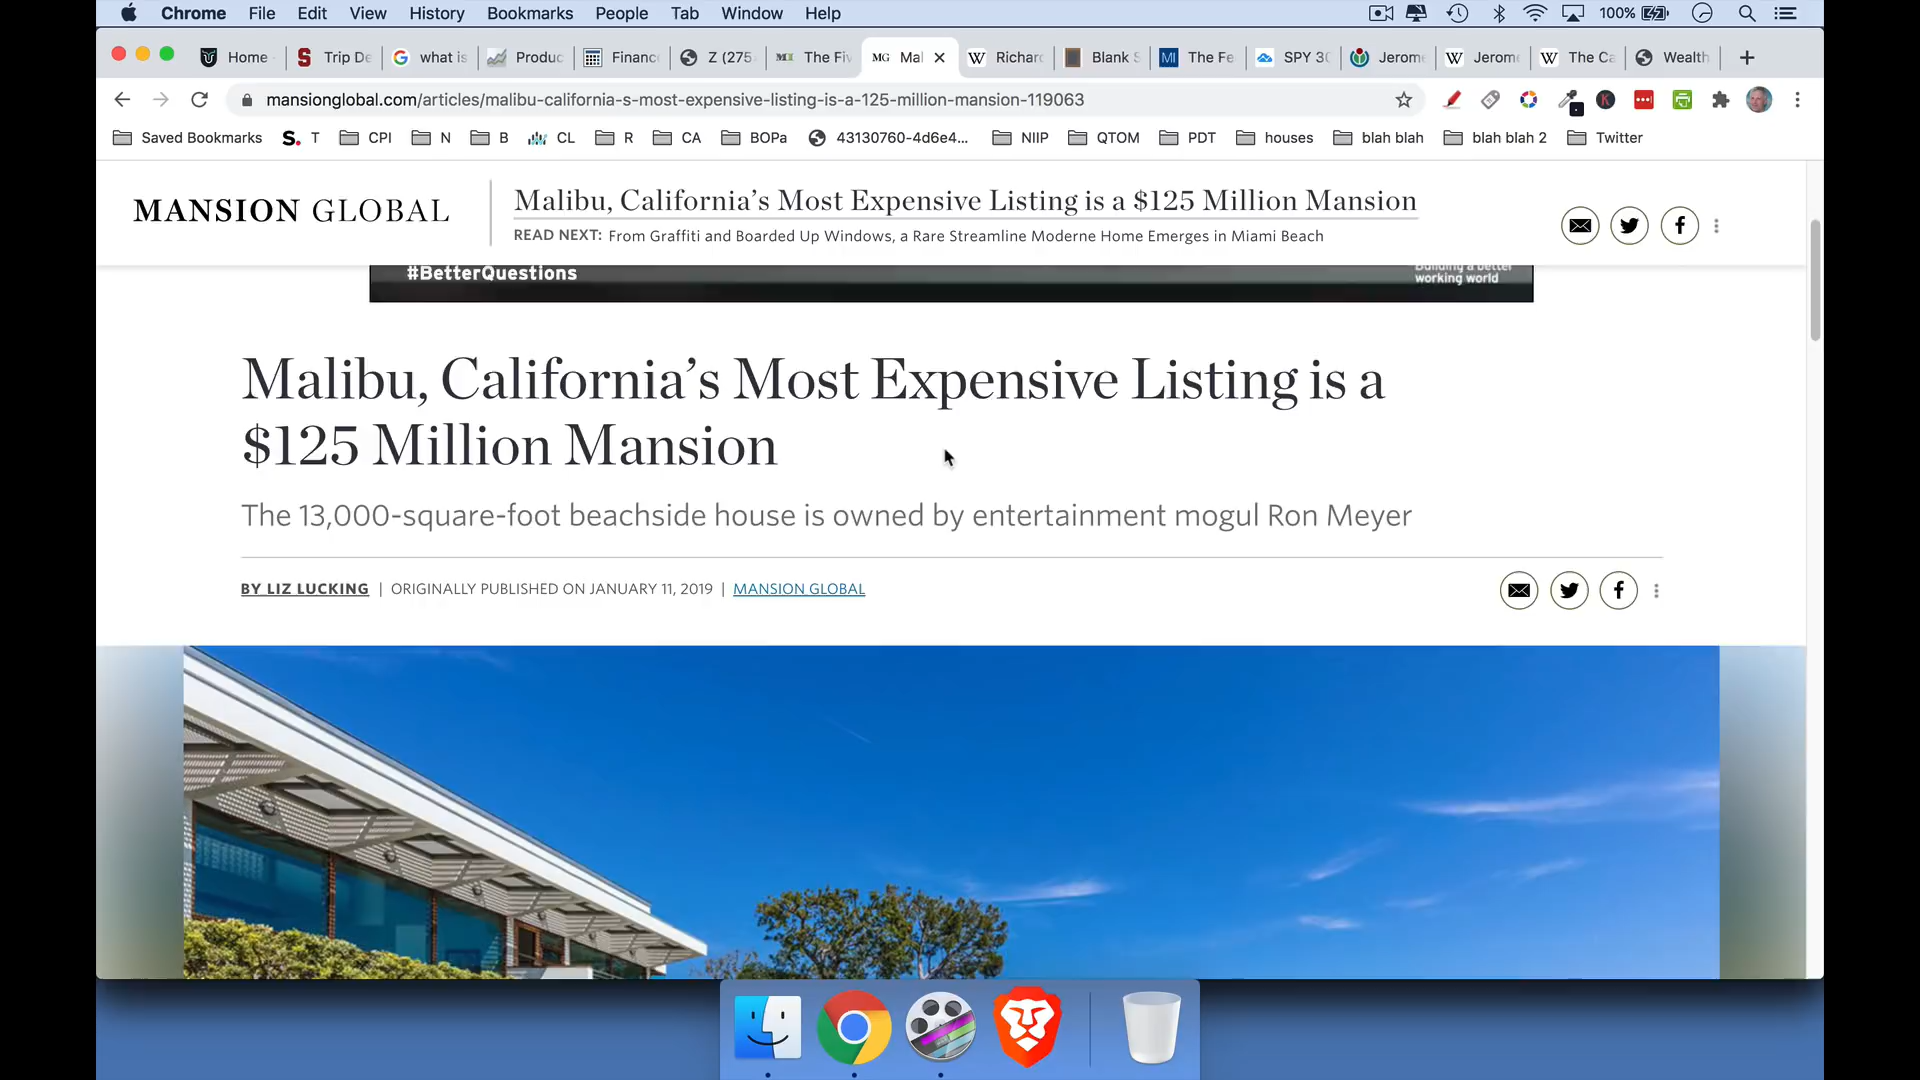 Chrome File Edit View History Bookmarks People Tab Window Help 100%
Home Trip De what is Produc Financ Z (275 The Fiv Mal Richar Blank S The Fe SPY 30 Jerom Jerom The Ca Wealth
mansionglobal.com/articles/malibu-california-s-most-expensive-listing-is-a-125-million-mansion-119063
Saved Bookmarks S. T CPI N B CL R CA BOPa 43130760-4d6e4... NIIP QTOM PDT houses blah blah blah blah 2 Twitter
MANSION GLOBAL
Malibu, California’s Most Expensive Listing is a $125 Million Mansion
READ NEXT: From Graffiti and Boarded Up Windows, a Rare Streamline Moderne Home Emerges in Miami Beach
#BetterQuestions
Building a better
working world
Malibu, California’s Most Expensive Listing is a
$125 Million Mansion
The 13,000-square-foot beachside house is owned by entertainment mogul Ron Meyer
BY LIZ LUCKING | ORIGINALLY PUBLISHED ON JANUARY 11, 2019 | MANSION GLOBAL